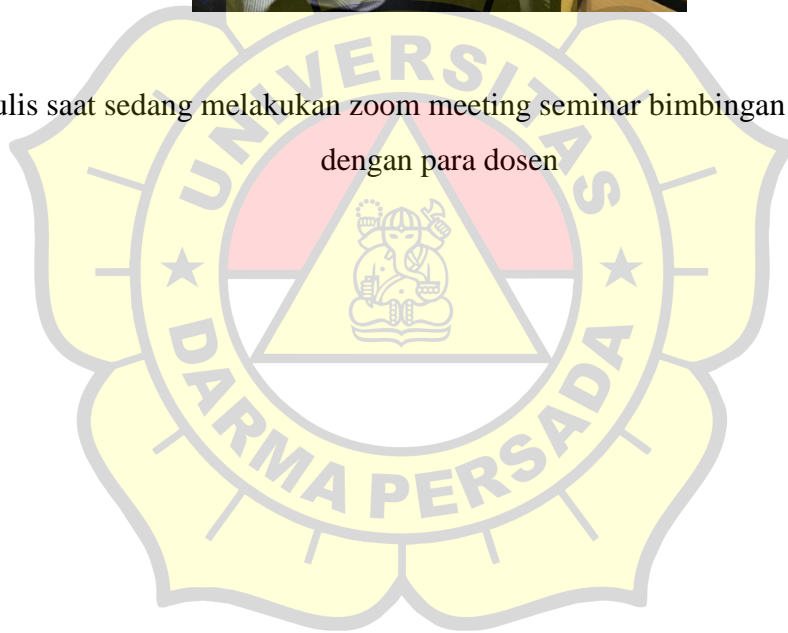 ulis saat sedang melakukan zoom meeting seminar bimbingan
dengan para dosen
UNIVERSITAS
DARMA PERSADA